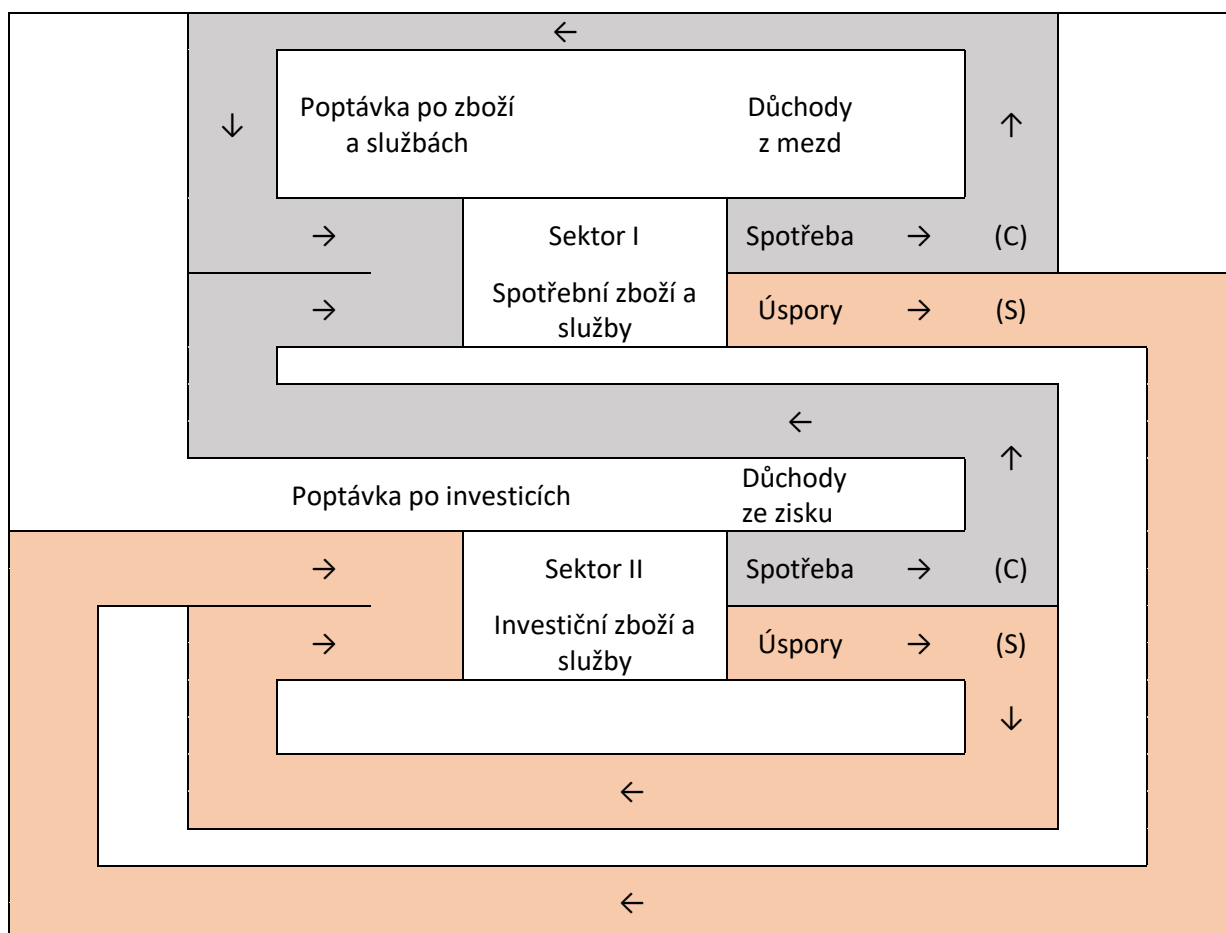 ←
↓ Poptávka po zboží Důchody ↑
a službách z mezd
→ Sektor I Spotřeba → (C)
→ Spotřební zboží a Úspory → (S)
služby
←
↑
Poptávka po investicích Důchody
ze zisku
→ Sektor II Spotřeba → (C)
→ Investiční zboží a Úspory → (S)
služby
↓
←
←